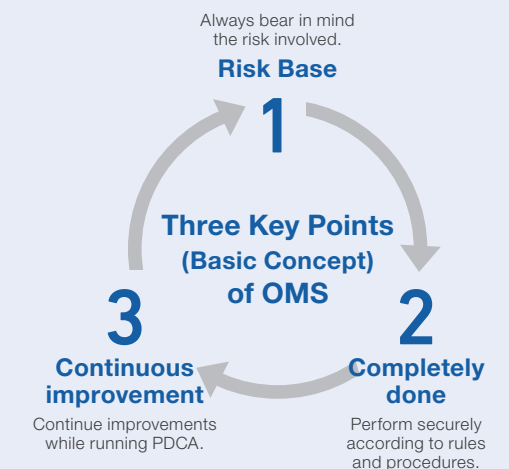 Always bear in mind
the risk involved.
Risk Base
1
Three Key Points
(Basic Concept)
of OMS
2
Completely
done
Perform securely
according to rules
and procedures.
3
Continuous
improvement
Continue improvements
while running PDCA.